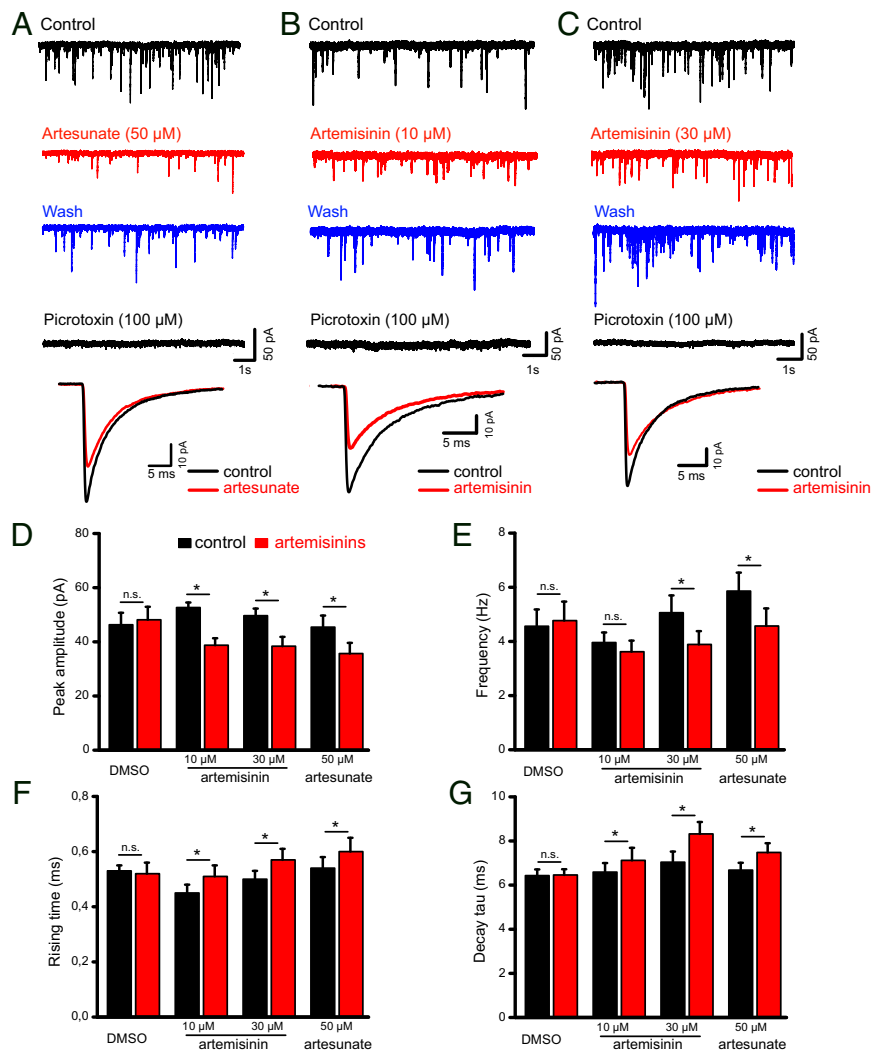 A
Control
Artesunate (50 µM)
Wash
Picrotoxin (100 µM)
50 pA
1s
5 ms
10 pA
control
artesunate
B
Control
Artemisinin (10 µM)
Wash
Picrotoxin (100 µM)
50 pA
1s
5 ms
10 pA
control
artemisinin
C
Control
Artemisinin (30 µM)
Wash
Picrotoxin (100 µM)
50 pA
1s
5 ms
10 pA
control
artemisinin
D
control artemisinins
Peak amplitude (pA)
80
60
40
20
0
n.s. * * *
10 µM 30 µM 50 µM
DMSO artemisinin artesunate
E
Frequency (Hz)
8
6
4
2
0
n.s. n.s. * *
10 µM 30 µM 50 µM
DMSO artemisinin artesunate
F
Rising time (ms)
0,8
0,6
0,4
0,2
0,0
n.s. * * *
10 µM 30 µM 50 µM
DMSO artemisinin artesunate
G
Decay tau (ms)
10
8
6
4
2
0
n.s. * * *
10 µM 30 µM 50 µM
DMSO artemisinin artesunate